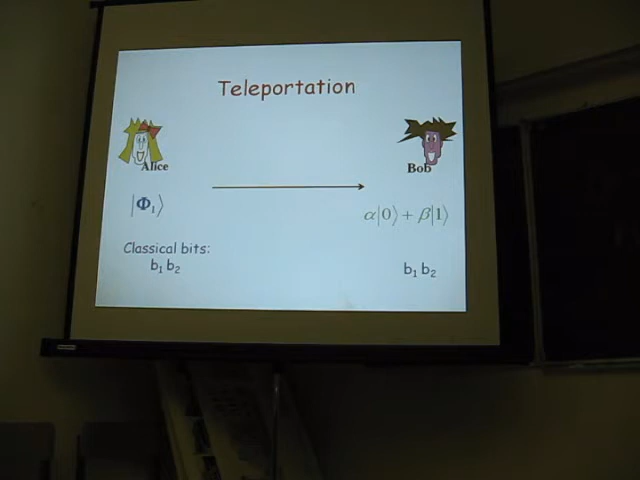 Teleportation
Alice
Bob
|Φ₁⟩
α|0⟩ + β|1⟩
Classical bits:
b₁ b₂
b₁ b₂